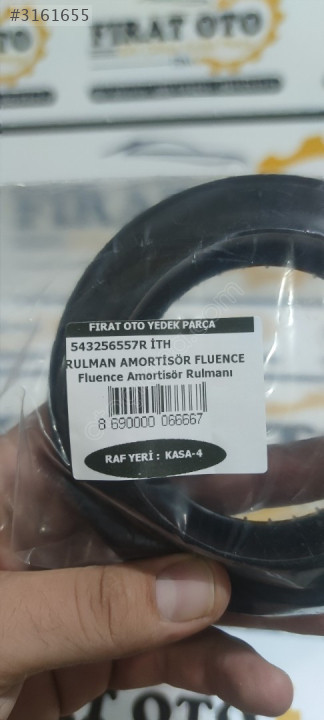 #3161655
FIRAT OTO
FIRAT OTO YEDEK PARÇA
543256557R İTH
RULMAN AMORTİSÖR FLUENCE
Fluence Amortisör Rulmanı
8 690000 066667
RAF YERİ : KASA-4